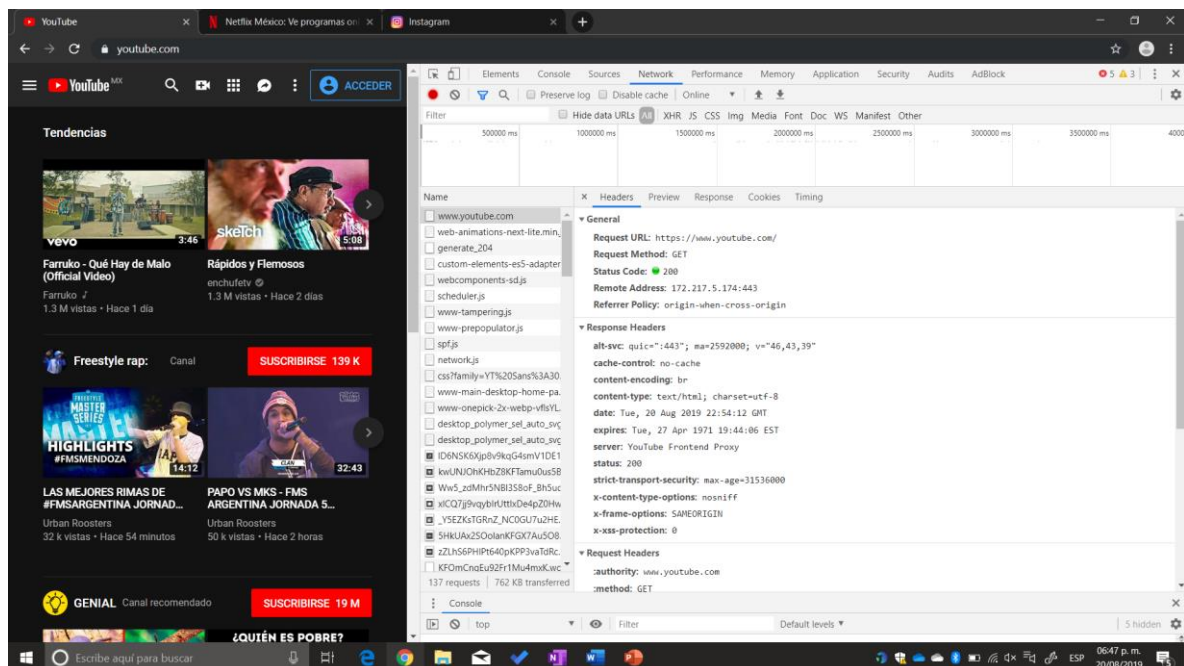 YouTube
Netflix México: Ve programas onl
Instagram
youtube.com
YouTube MX
ACCEDER
Tendencias
vevo
3:46
skeTch
5:08
Farruko - Qué Hay de Malo
(Official Video)
Farruko
1.3 M vistas • Hace 1 día
Rápidos y Flemosos
enchufetv
1.3 M vistas • Hace 2 días
Freestyle rap:
Canal
SUSCRIBIRSE 139 K
FREESTYLE
MASTER
SERIES
HIGHLIGHTS
#FMSMENDOZA
14:12
CLAN
32:43
LAS MEJORES RIMAS DE
#FMSARGENTINA JORNAD...
Urban Roosters
32 k vistas • Hace 54 minutos
PAPO VS MKS - FMS
ARGENTINA JORNADA 5...
Urban Roosters
50 k vistas • Hace 2 horas
GENIAL
Canal recomendado
SUSCRIBIRSE 19 M
¿QUIÉN ES POBRE?
Elements Console Sources Network Performance Memory Application Security Audits AdBlock
5 3
Preserve log Disable cache Online
Filter
Hide data URLs All XHR JS CSS Img Media Font Doc WS Manifest Other
500000 ms 1000000 ms 1500000 ms 2000000 ms 2500000 ms 3000000 ms 3500000 ms 4000
Name
www.youtube.com
web-animations-next-lite.min.
generate_204
custom-elements-es5-adapter
webcomponents-sd.js
scheduler.js
www-tampering.js
www-prepopulator.js
spf.js
network.js
css?family=YT%20Sans%3A30.
www-main-desktop-home-pa.
www-onepick-2x-webp-vflsYL.
desktop_polymer_sel_auto_svg
desktop_polymer_sel_auto_svg
137 requests 762 KB transferred
Headers Preview Response Cookies Timing
General
Request URL: https://www.youtube.com/
Request Method: GET
Status Code: 200
Remote Address: 172.217.5.174:443
Referrer Policy: origin-when-cross-origin
Response Headers
alt-svc: quic=":443"; ma=2592000; v="46,43,39"
cache-control: no-cache
content-encoding: br
content-type: text/html; charset=utf-8
date: Tue, 20 Aug 2019 22:54:12 GMT
expires: Tue, 27 Apr 1971 19:44:06 EST
server: YouTube Frontend Proxy
status: 200
strict-transport-security: max-age=31536000
x-content-type-options: nosniff
x-frame-options: SAMEORIGIN
x-xss-protection: 0
Request Headers
:authority: www.youtube.com
:method: GET
Console
top
Filter
Default levels
5 hidden
Escribe aquí para buscar
ESP
06:47 p. m.
20/08/2019